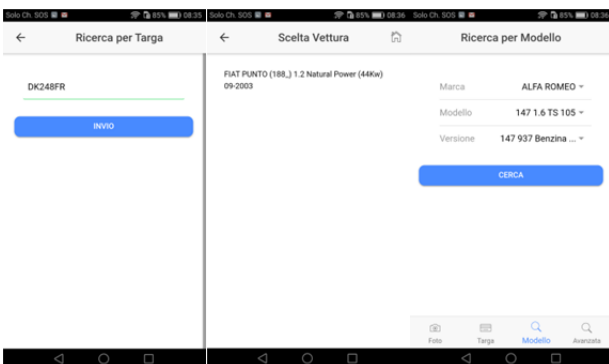 Solo Ch. SOS 85% 08:35
Ricerca per Targa
DK248FR
INVIO
Solo Ch. SOS 85% 08:36
Scelta Vettura
FIAT PUNTO (188_) 1.2 Natural Power (44Kw)
09-2003
Solo Ch. SOS 85% 08:36
Ricerca per Modello
Marca ALFA ROMEO
Modello 147 1.6 TS 105
Versione 147 937 Benzina ...
CERCA
Foto Targa Modello Avanzata